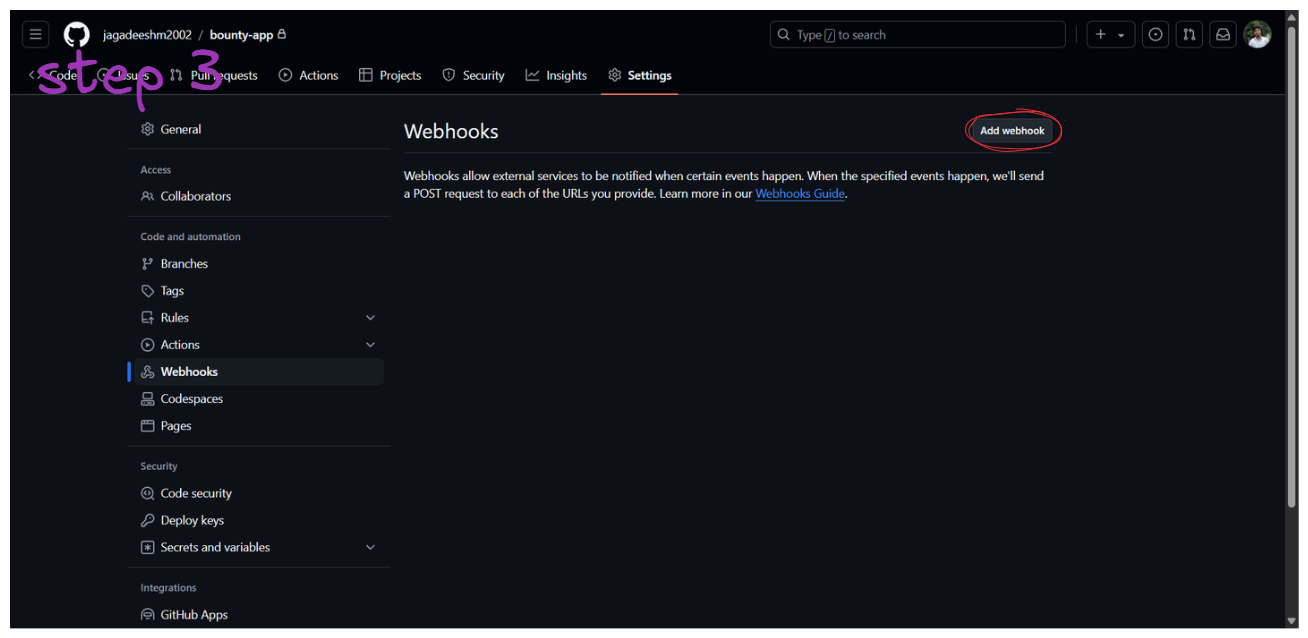 jagadeeshm2002 / bounty-app
Type / to search
step 3
Code Issues Pull requests Actions Projects Security Insights Settings
General
Access
Collaborators
Code and automation
Branches
Tags
Rules
Actions
Webhooks
Codespaces
Pages
Security
Code security
Deploy keys
Secrets and variables
Integrations
GitHub Apps
Webhooks
Add webhook
Webhooks allow external services to be notified when certain events happen. When the specified events happen, we'll send
a POST request to each of the URLs you provide. Learn more in our Webhooks Guide.